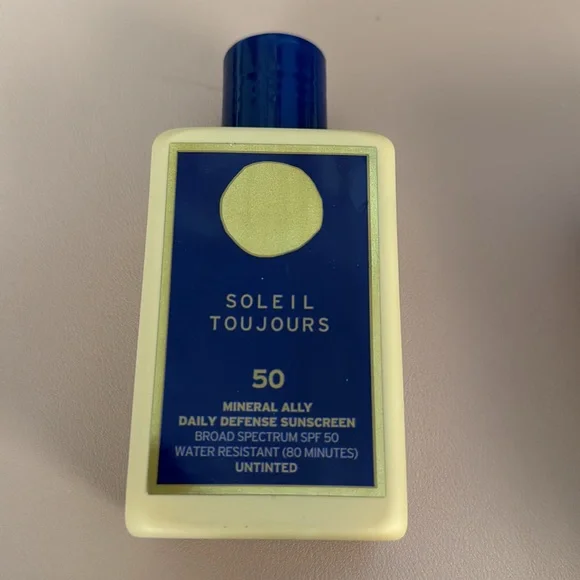 SOLEIL
TOUJOURS
50
MINERAL ALLY
DAILY DEFENSE SUNSCREEN
BROAD SPECTRUM SPF 50
WATER RESISTANT (80 MINUTES)
UNTINTED